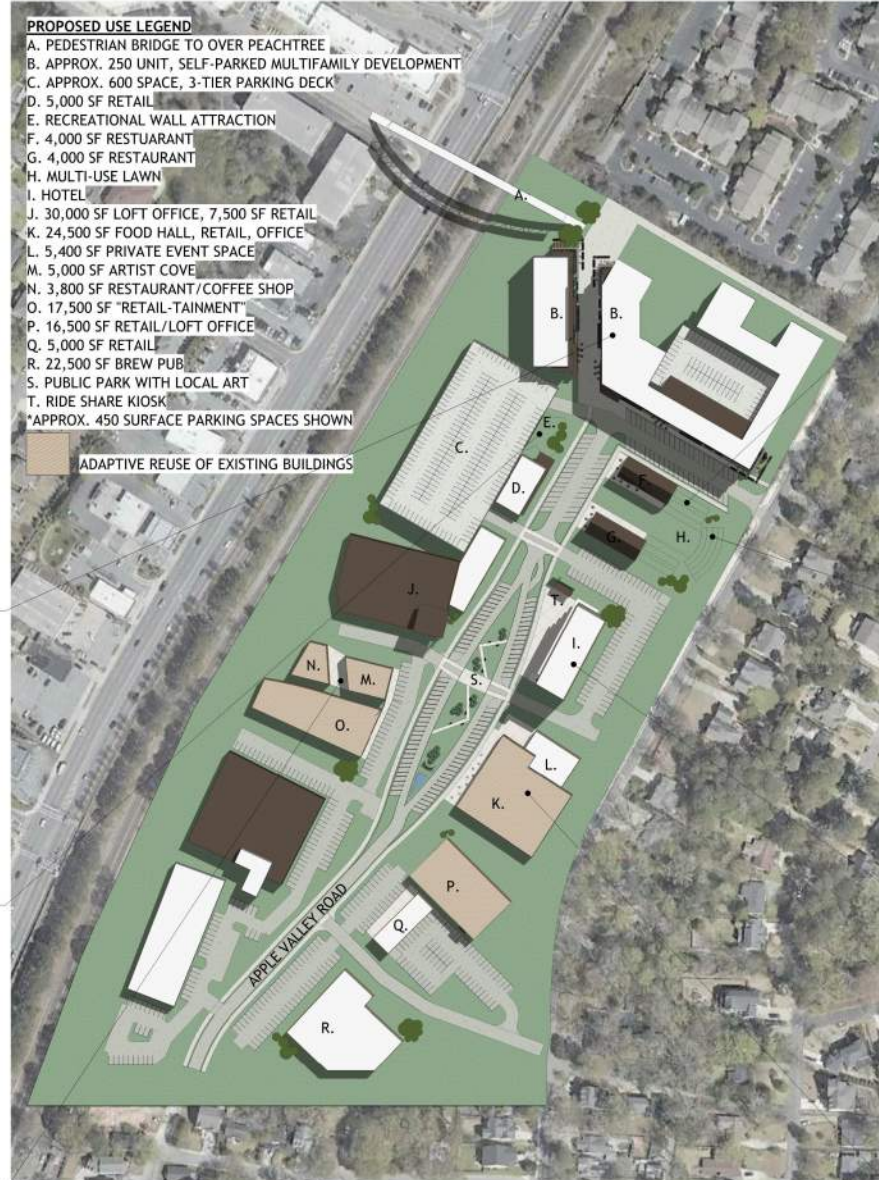 PROPOSED USE LEGEND
A. PEDESTRIAN BRIDGE TO OVER PEACHTREE
B. APPROX. 250 UNIT, SELF-PARKED MULTIFAMILY DEVELOPMENT
C. APPROX. 600 SPACE, 3-TIER PARKING DECK
D. 5,000 SF RETAIL
E. RECREATIONAL WALL ATTRACTION
F. 4,000 SF RESTUARANT
G. 4,000 SF RESTAURANT
H. MULTI-USE LAWN
I. HOTEL
J. 30,000 SF LOFT OFFICE, 7,500 SF RETAIL
K. 24,500 SF FOOD HALL, RETAIL, OFFICE
L. 5,400 SF PRIVATE EVENT SPACE
M. 5,000 SF ARTIST COVE
N. 3,800 SF RESTAURANT/COFFEE SHOP
O. 17,500 SF "RETAIL-TAINMENT"
P. 16,500 SF RETAIL/LOFT OFFICE
Q. 5,000 SF RETAIL
R. 22,500 SF BREW PUB
S. PUBLIC PARK WITH LOCAL ART
T. RIDE SHARE KIOSK
*APPROX. 450 SURFACE PARKING SPACES SHOWN
ADAPTIVE REUSE OF EXISTING BUILDINGS
A.
B.
B.
E.
C.
D.
F.
G.
H.
J.
T.
I.
N.
M.
S.
O.
L.
K.
P.
Q.
APPLE VALLEY ROAD
R.